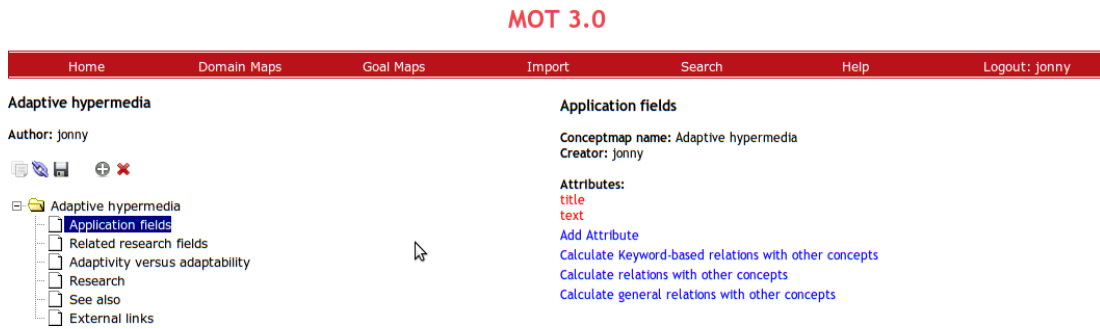 MOT 3.0
Home Domain Maps Goal Maps Import Search Help Logout: jonny
Adaptive hypermedia
Author: jonny
Adaptive hypermedia
Application fields
Related research fields
Adaptivity versus adaptability
Research
See also
External links
Application fields
Conceptmap name: Adaptive hypermedia
Creator: jonny
Attributes:
title
text
Add Attribute
Calculate Keyword-based relations with other concepts
Calculate relations with other concepts
Calculate general relations with other concepts